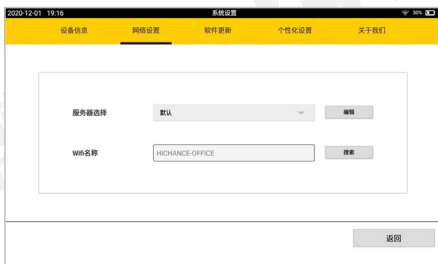 2020-12-01 19:16 系统设置 30%
设备信息 网络设置 软件更新 个性化设置 关于我们
服务器选择 默认 编辑
Wifi名称 HICHANCE-OFFICE 搜索
返回